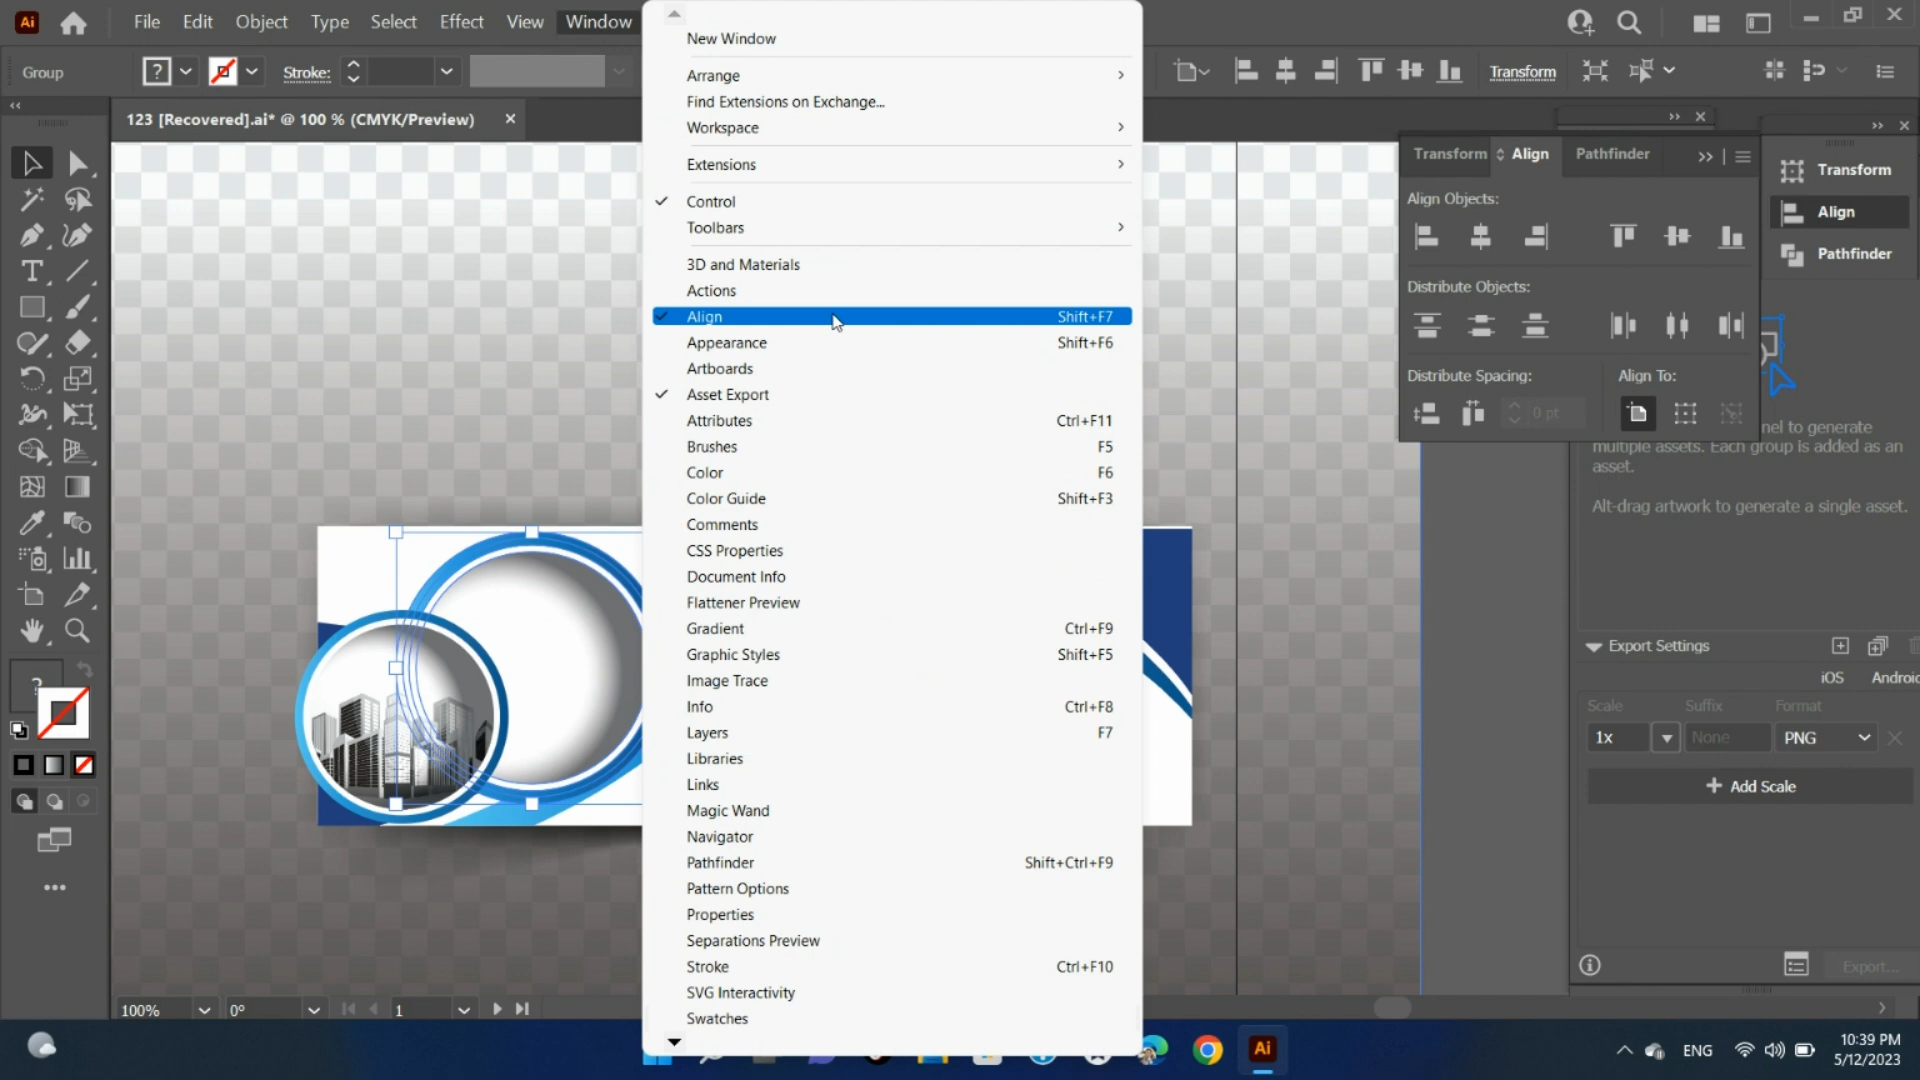 Ai
File
Edit
Object
Type
Select
Effect
View
Window
Group
?
Stroke:
Transform
123 [Recovered].ai* @ 100 % (CMYK/Preview)
New Window
Arrange
Find Extensions on Exchange...
Workspace
Extensions
Control
Toolbars
3D and Materials
Actions
Align Shift+F7
Appearance Shift+F6
Artboards
Asset Export
Attributes Ctrl+F11
Brushes F5
Color F6
Color Guide Shift+F3
Comments
CSS Properties
Document Info
Flattener Preview
Gradient Ctrl+F9
Graphic Styles Shift+F5
Image Trace
Info Ctrl+F8
Layers F7
Libraries
Links
Magic Wand
Navigator
Pathfinder Shift+Ctrl+F9
Pattern Options
Properties
Separations Preview
Stroke Ctrl+F10
SVG Interactivity
Swatches
Transform
Align
Pathfinder
Align Objects:
Distribute Objects:
Distribute Spacing:
Align To:
0 pt
Transform
Align
Pathfinder
nel to generate
multiple assets. Each group is added as an
asset.
Alt-drag artwork to generate a single asset.
Export Settings
iOS
Androi
Scale
Suffix
Format
1x
None
PNG
+ Add Scale
Export...
?
100%
0°
1
Ai
ENG
10:39 PM
5/12/2023